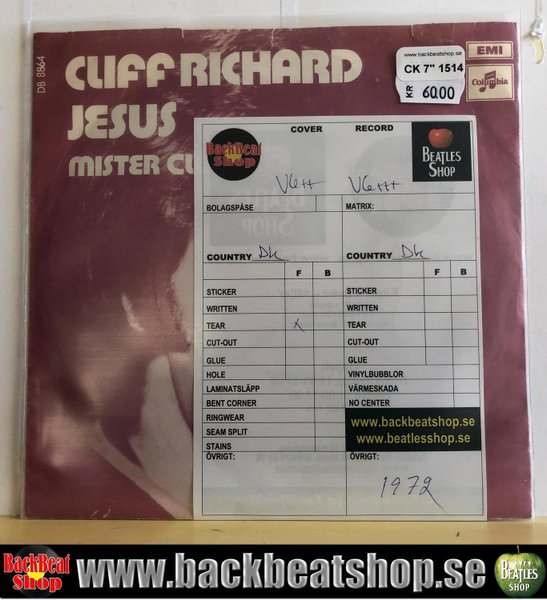 DB 8864
CLIFF RICHARD
JESUS
MISTER CL
www.backbeatshop.se
CK 7" 1514
KR 60.00
EMI
Columbia
COVER RECORD
BackBeat Shop
BEATLES SHOP
VG++ VG+++
BOLAGSPÅSE MATRIX:
COUNTRY DK COUNTRY DK
F B F B
STICKER STICKER
WRITTEN WRITTEN
TEAR X TEAR
CUT-OUT CUT-OUT
GLUE GLUE
HOLE VINYLBUBBLOR
LAMINATSLÄPP VÄRMESKADA
BENT CORNER NO CENTER
RINGWEAR
SEAM SPLIT
STAINS
www.backbeatshop.se
www.beatlesshop.se
ÖVRIGT: ÖVRIGT:
1972
BackBeat Shop www.backbeatshop.se BEATLES SHOP